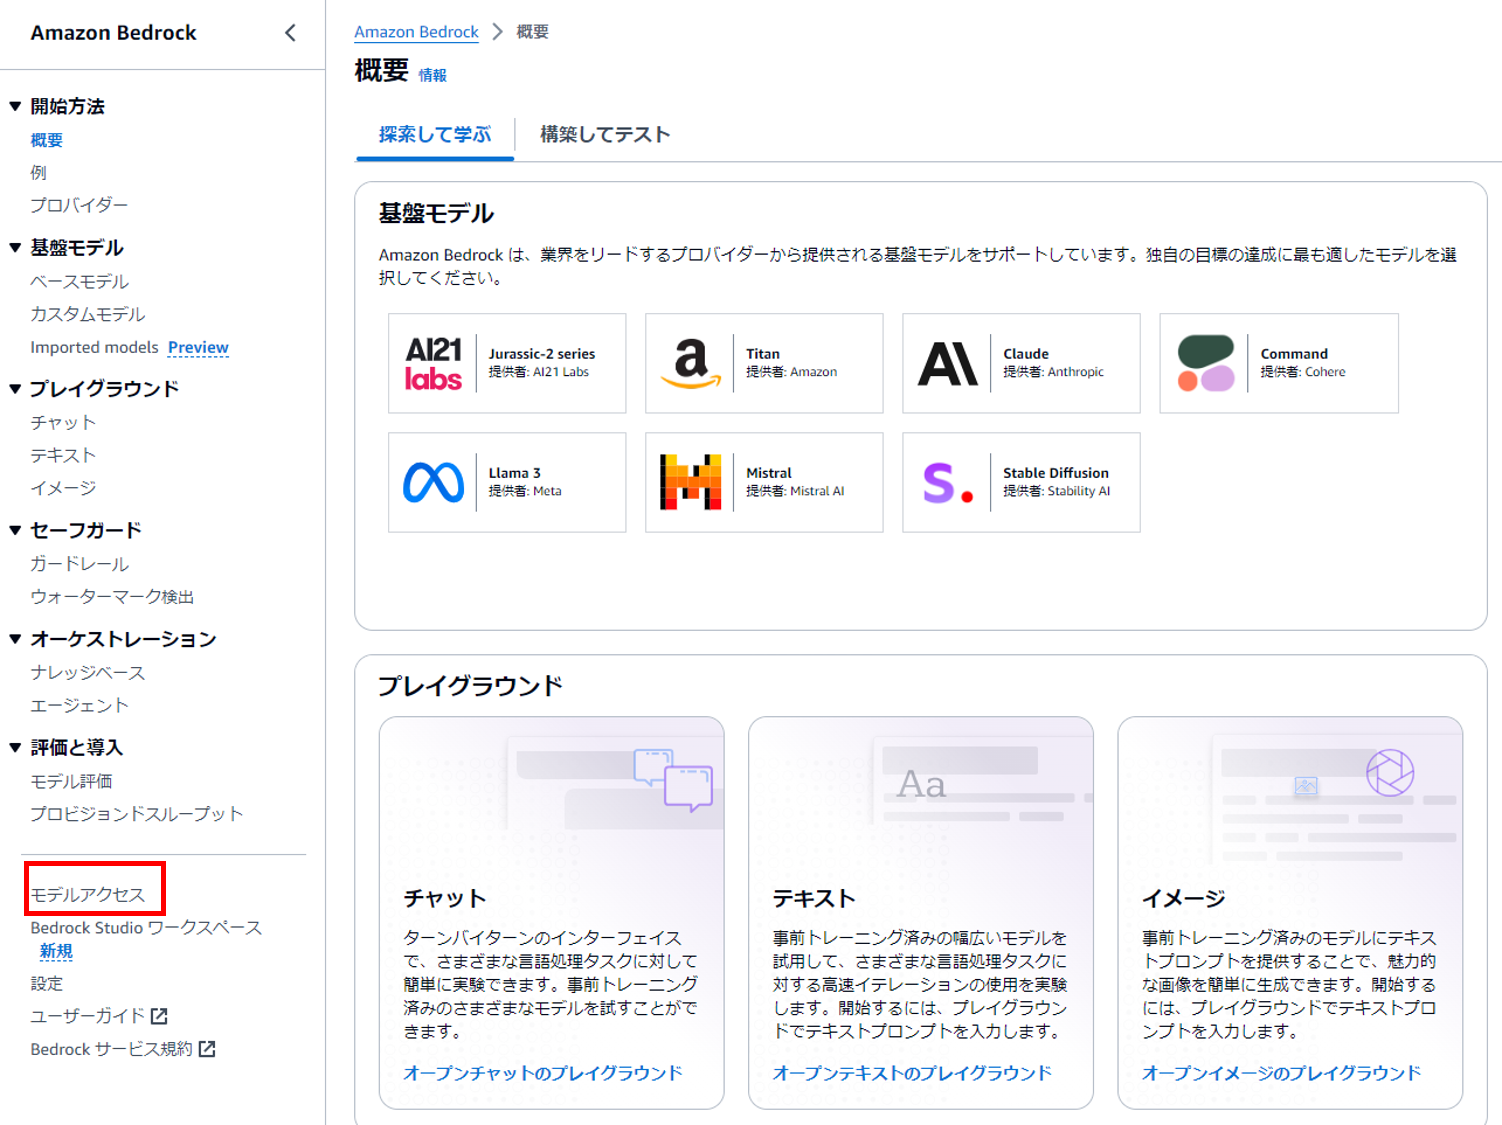 Amazon Bedrock
開始方法
概要
例
プロバイダー
基盤モデル
ベースモデル
カスタムモデル
Imported models Preview
プレイグラウンド
チャット
テキスト
イメージ
セーフガード
ガードレール
ウォーターマーク検出
オーケストレーション
ナレッジベース
エージェント
評価と導入
モデル評価
プロビジョンドスループット
モデルアクセス
Bedrock Studio ワークスペース
新規
設定
ユーザーガイド
Bedrock サービス規約
Amazon Bedrock 概要
概要 情報
探索して学ぶ 構築してテスト
基盤モデル
Amazon Bedrock は、業界をリードするプロバイダーから提供される基盤モデルをサポートしています。独自の目標の達成に最も適したモデルを選
択してください。
AI21
labs
Jurassic-2 series
提供者: AI21 Labs
a
Titan
提供者: Amazon
A\
Claude
提供者: Anthropic
Command
提供者: Cohere
Llama 3
提供者: Meta
Mistral
提供者: Mistral AI
S.
Stable Diffusion
提供者: Stability AI
プレイグラウンド
チャット
ターンバイターンのインターフェイス
で、さまざまな言語処理タスクに対して
簡単に実験できます。事前トレーニング
済みのさまざまなモデルを試すことがで
きます。
オープンチャットのプレイグラウンド
Aa
テキスト
事前トレーニング済みの幅広いモデルを
試用して、さまざまな言語処理タスクに
対する高速イテレーションの使用を実験
します。開始するには、プレイグラウン
ドでテキストプロンプトを入力します。
オープンテキストのプレイグラウンド
イメージ
事前トレーニング済みのモデルにテキス
トプロンプトを提供することで、魅力的
な画像を簡単に生成できます。開始する
には、プレイグラウンドでテキストプロ
ンプトを入力します。
オープンイメージのプレイグラウンド